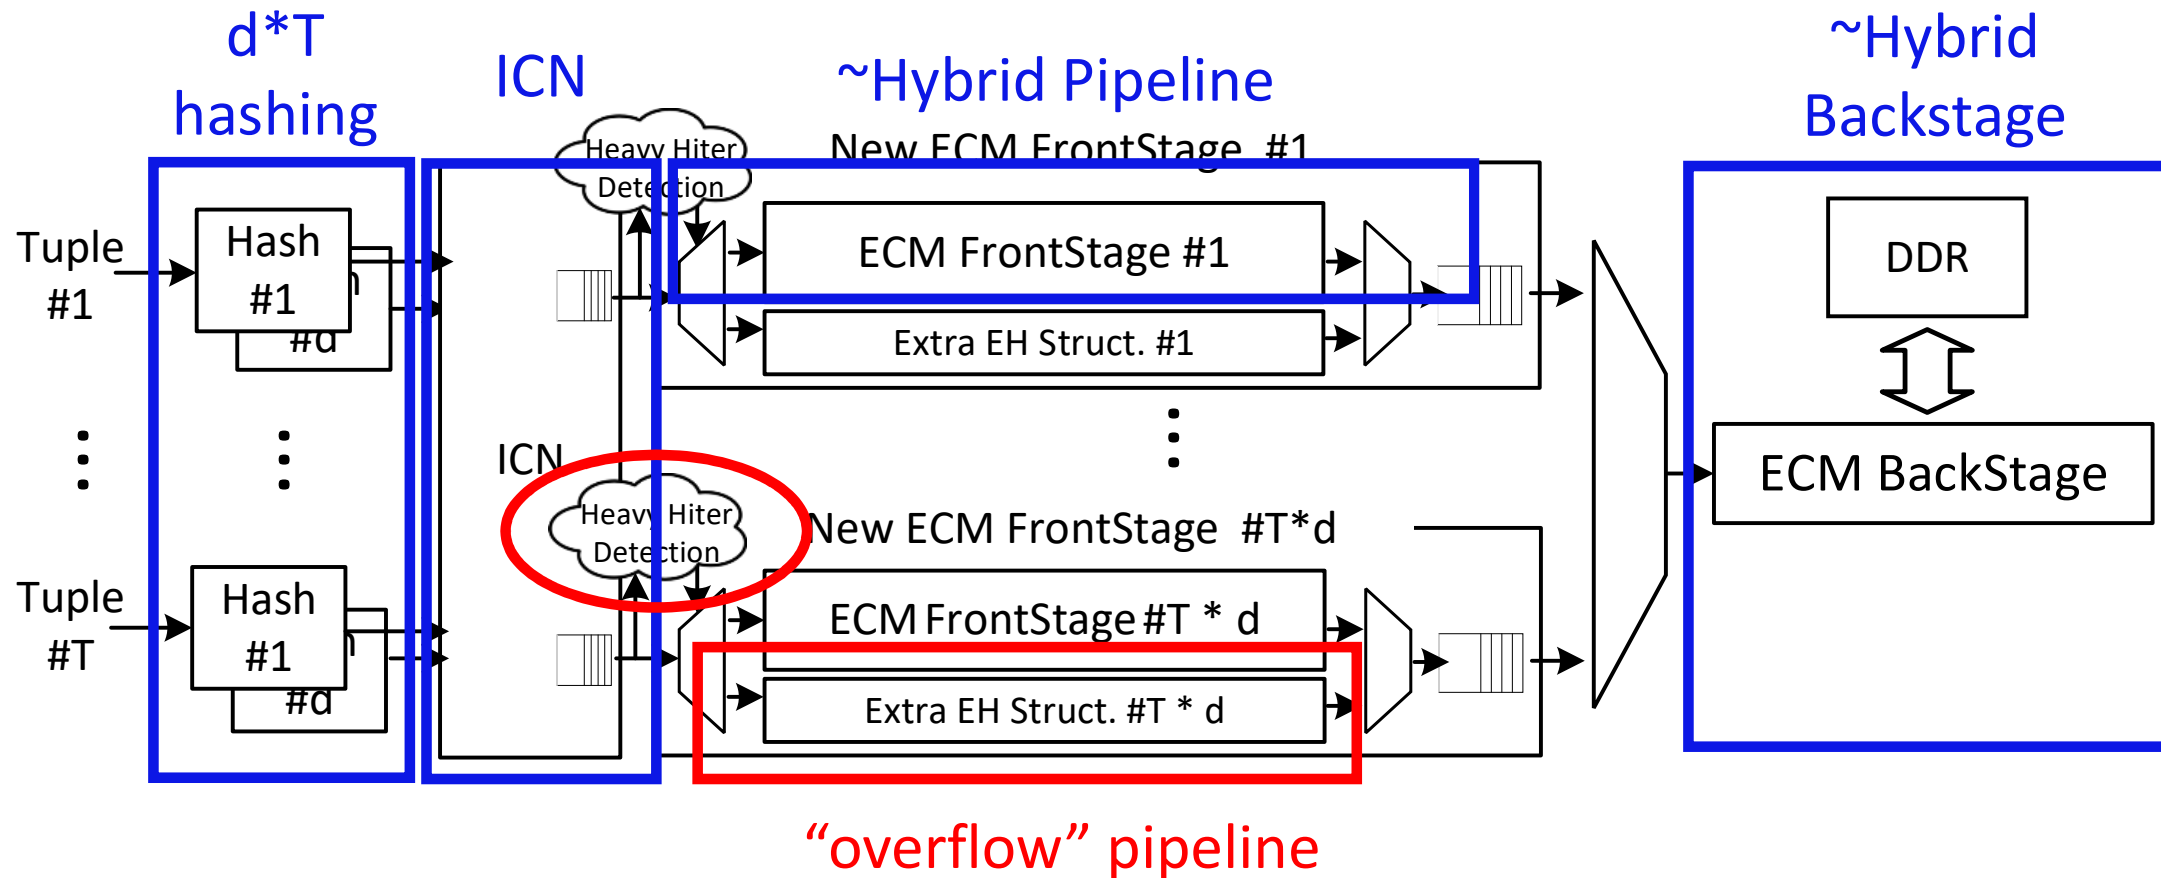 d*T
hashing
ICN
~Hybrid Pipeline
~Hybrid
Backstage
Heavy Hiter
Detection
New ECM FrontStage #1
Tuple
#1
Hash
#1
#d
ECM FrontStage #1
Extra EH Struct. #1
DDR
ICN
Heavy Hiter
Detection
New ECM FrontStage #T*d
ECM BackStage
Tuple
#T
Hash
#1
#d
ECM FrontStage #T * d
Extra EH Struct. #T * d
“overflow” pipeline